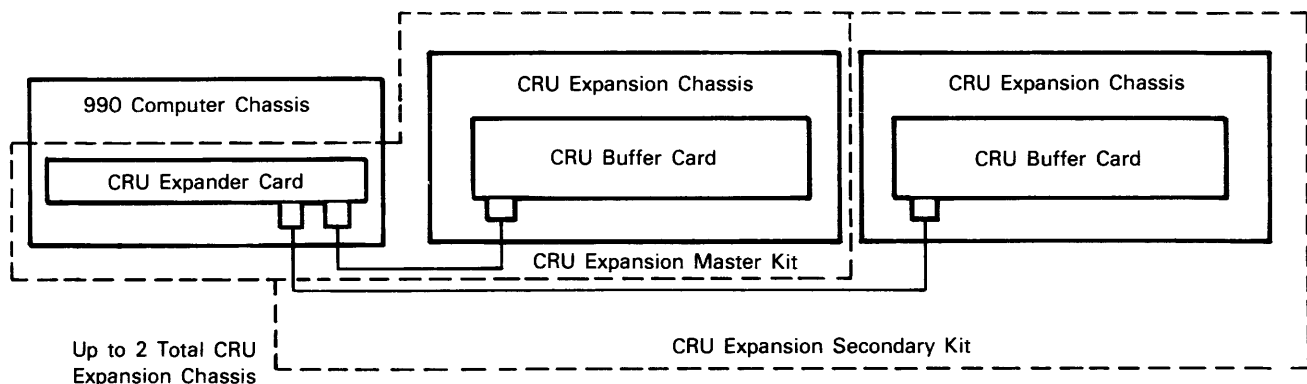 990 Computer Chassis
CRU Expander Card
CRU Expansion Chassis
CRU Buffer Card
CRU Expansion Chassis
CRU Buffer Card
CRU Expansion Master Kit
Up to 2 Total CRU
Expansion Chassis
CRU Expansion Secondary Kit